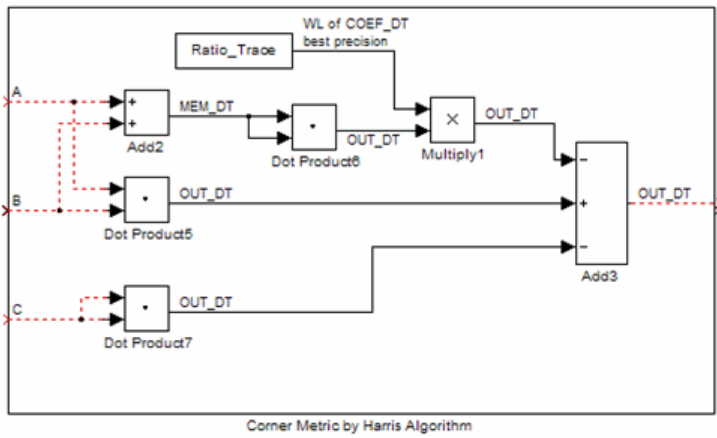 WL of COEF_DT
best precision
Ratio_Trace
A
+
+
MEM_DT
Add2
Dot Product6
OUT_DT
×
Multiply1
OUT_DT
B
Dot Product5
OUT_DT
−
+
−
Add3
OUT_DT
C
Dot Product7
OUT_DT
Corner Metric by Harris Algorithm